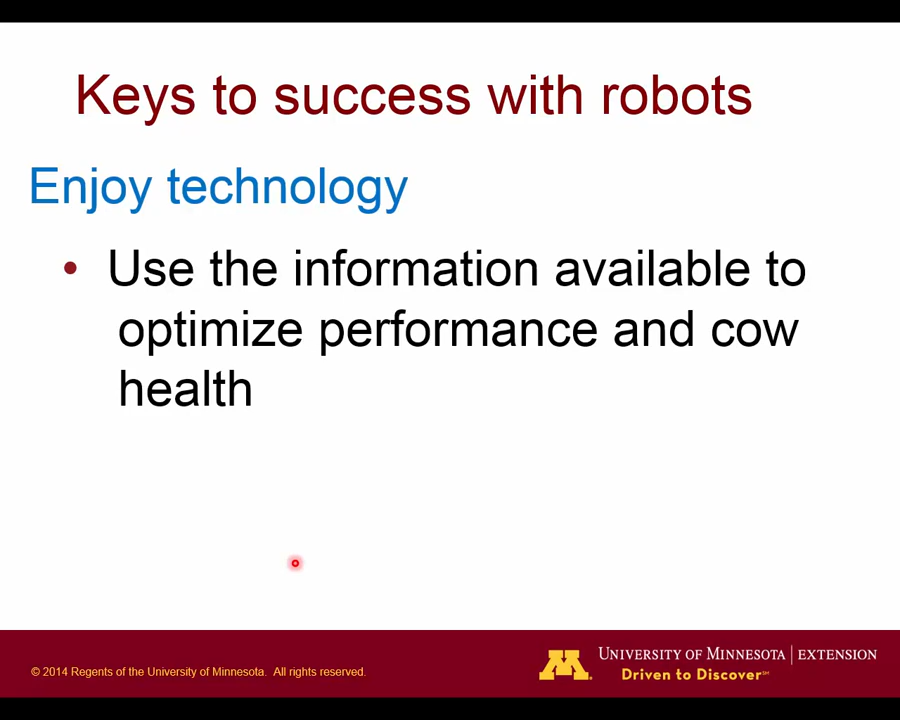 Keys to success with robots
Enjoy technology
• Use the information available to
optimize performance and cow
health
© 2014 Regents of the University of Minnesota. All rights reserved.
M
UNIVERSITY OF MINNESOTA | EXTENSION
Driven to Discover℠